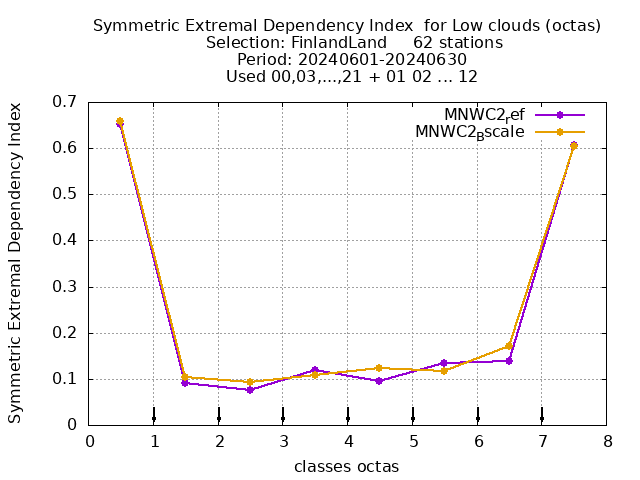 Symmetric Extremal Dependency Index  for Low clouds (octas)
Selection: FinlandLand     62 stations
Period: 20240601-20240630
Used 00,03,...,21 + 01 02 ... 12
Symmetric Extremal Dependency Index
0.7
0.6
0.5
0.4
0.3
0.2
0.1
0
MNWC2ref
MNWC2Bscale
0 1 2 3 4 5 6 7 8
classes octas